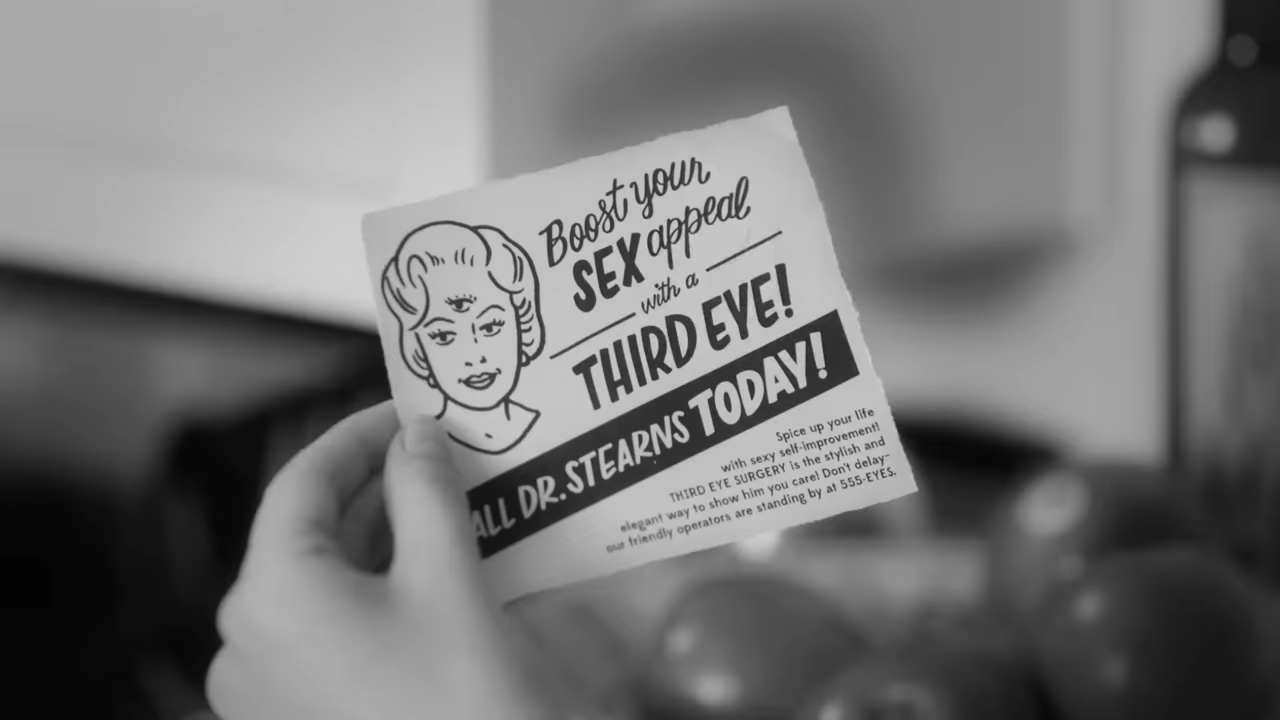 Boost your
SEX appeal
with a
THIRD EYE!
ALL DR. STEARNS TODAY!
Spice up your life
with sexy self-improvement!
THIRD EYE SURGERY is the stylish and
elegant way to show him you care! Don't delay-
our friendly operators are standing by at 555-EYES.